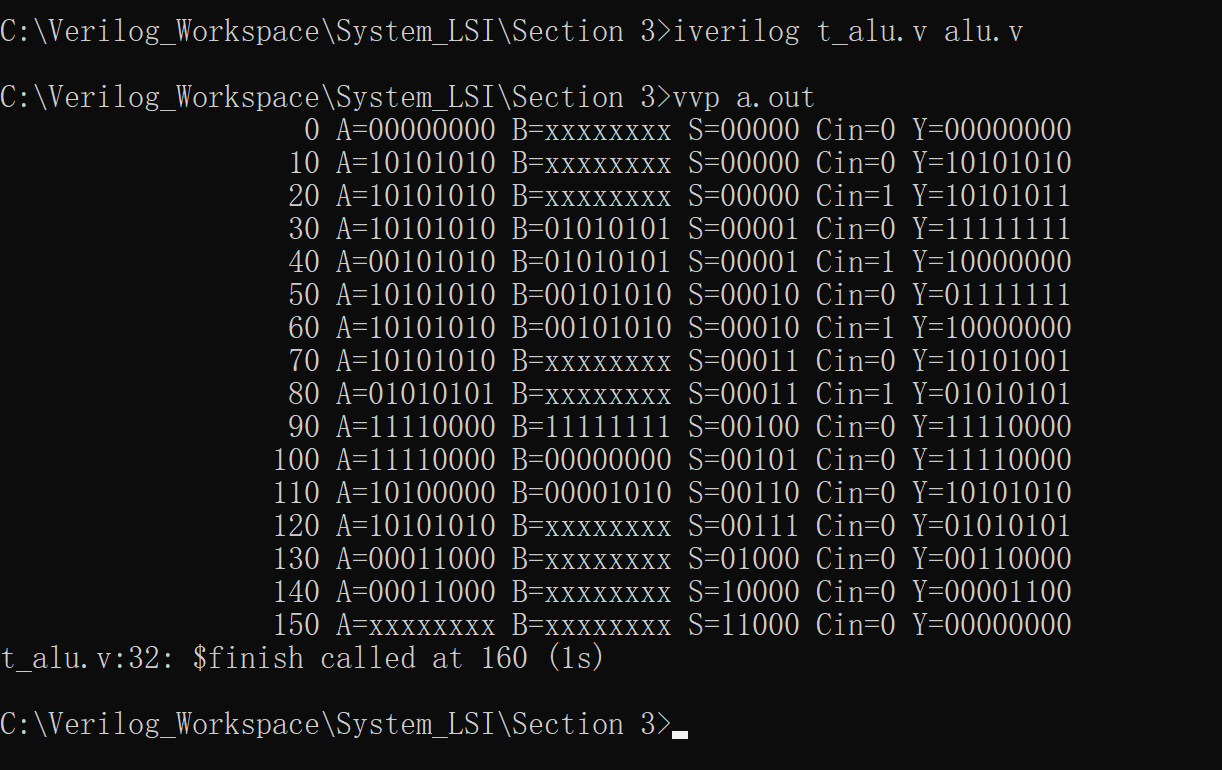 C:\Verilog_Workspace\System_LSI\Section 3>iverilog t_alu.v alu.v
C:\Verilog_Workspace\System_LSI\Section 3>vvp a.out
0 A=00000000 B=xxxxxxxx S=00000 Cin=0 Y=00000000
10 A=10101010 B=xxxxxxxx S=00000 Cin=0 Y=10101010
20 A=10101010 B=xxxxxxxx S=00000 Cin=1 Y=10101011
30 A=10101010 B=01010101 S=00001 Cin=0 Y=11111111
40 A=00101010 B=01010101 S=00001 Cin=1 Y=10000000
50 A=10101010 B=00101010 S=00010 Cin=0 Y=01111111
60 A=10101010 B=00101010 S=00010 Cin=1 Y=10000000
70 A=10101010 B=xxxxxxxx S=00011 Cin=0 Y=10101001
80 A=01010101 B=xxxxxxxx S=00011 Cin=1 Y=01010101
90 A=11110000 B=11111111 S=00100 Cin=0 Y=11110000
100 A=11110000 B=00000000 S=00101 Cin=0 Y=11110000
110 A=10100000 B=00001010 S=00110 Cin=0 Y=10101010
120 A=10101010 B=xxxxxxxx S=00111 Cin=0 Y=01010101
130 A=00011000 B=xxxxxxxx S=01000 Cin=0 Y=00110000
140 A=00011000 B=xxxxxxxx S=10000 Cin=0 Y=00001100
150 A=xxxxxxxx B=xxxxxxxx S=11000 Cin=0 Y=00000000
t_alu.v:32: $finish called at 160 (1s)
C:\Verilog_Workspace\System_LSI\Section 3>